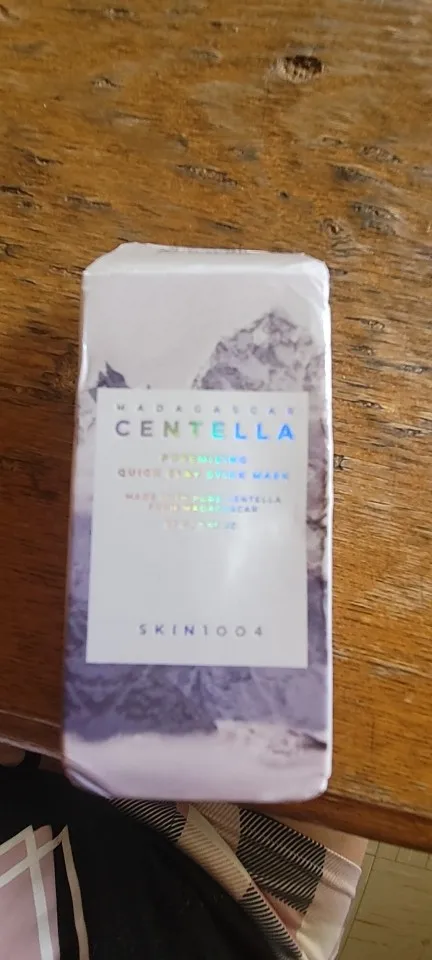 MADAGASCAR
CENTELLA
POREMIZING
QUICK CLAY STICK MASK
MADE WITH PURE CENTELLA
FROM MADAGASCAR
SKIN1004